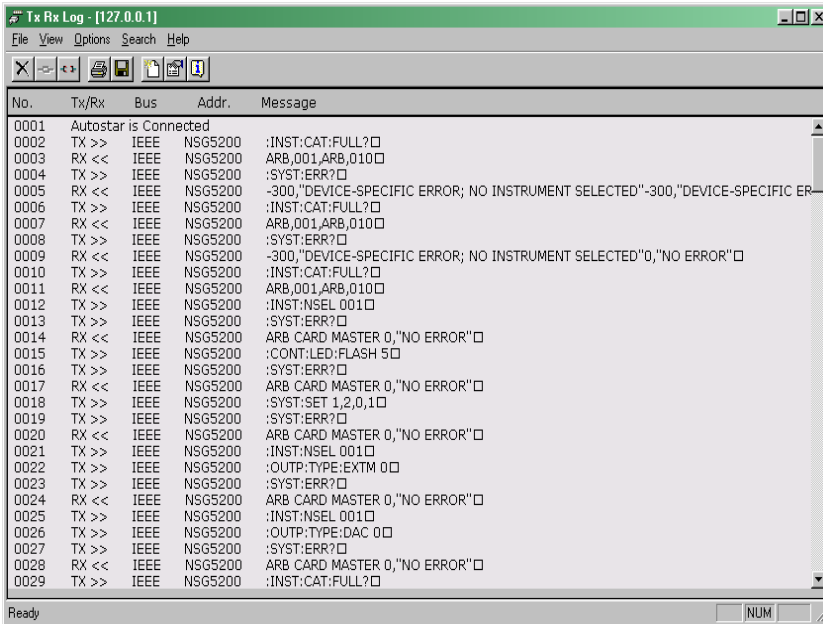 Tx Rx Log - [127.0.0.1]
File View Options Search Help
No. Tx/Rx Bus Addr. Message
0001 Autostar is Connected
0002 TX >> IEEE NSG5200 :INST:CAT:FULL?□
0003 RX << IEEE NSG5200 ARB,001,ARB,010□
0004 TX >> IEEE NSG5200 :SYST:ERR?□
0005 RX << IEEE NSG5200 -300,"DEVICE-SPECIFIC ERROR; NO INSTRUMENT SELECTED"-300,"DEVICE-SPECIFIC ER
0006 TX >> IEEE NSG5200 :INST:CAT:FULL?□
0007 RX << IEEE NSG5200 ARB,001,ARB,010□
0008 TX >> IEEE NSG5200 :SYST:ERR?□
0009 RX << IEEE NSG5200 -300,"DEVICE-SPECIFIC ERROR; NO INSTRUMENT SELECTED"0,"NO ERROR"□
0010 TX >> IEEE NSG5200 :INST:CAT:FULL?□
0011 RX << IEEE NSG5200 ARB,001,ARB,010□
0012 TX >> IEEE NSG5200 :INST:NSEL 001□
0013 TX >> IEEE NSG5200 :SYST:ERR?□
0014 RX << IEEE NSG5200 ARB CARD MASTER 0,"NO ERROR"□
0015 TX >> IEEE NSG5200 :CONT:LED:FLASH 5□
0016 TX >> IEEE NSG5200 :SYST:ERR?□
0017 RX << IEEE NSG5200 ARB CARD MASTER 0,"NO ERROR"□
0018 TX >> IEEE NSG5200 :SYST:SET 1,2,0,1□
0019 TX >> IEEE NSG5200 :SYST:ERR?□
0020 RX << IEEE NSG5200 ARB CARD MASTER 0,"NO ERROR"□
0021 TX >> IEEE NSG5200 :INST:NSEL 001□
0022 TX >> IEEE NSG5200 :OUTP:TYPE:EXTM 0□
0023 TX >> IEEE NSG5200 :SYST:ERR?□
0024 RX << IEEE NSG5200 ARB CARD MASTER 0,"NO ERROR"□
0025 TX >> IEEE NSG5200 :INST:NSEL 001□
0026 TX >> IEEE NSG5200 :OUTP:TYPE:DAC 0□
0027 TX >> IEEE NSG5200 :SYST:ERR?□
0028 RX << IEEE NSG5200 ARB CARD MASTER 0,"NO ERROR"□
0029 TX >> IEEE NSG5200 :INST:CAT:FULL?□
Ready NUM